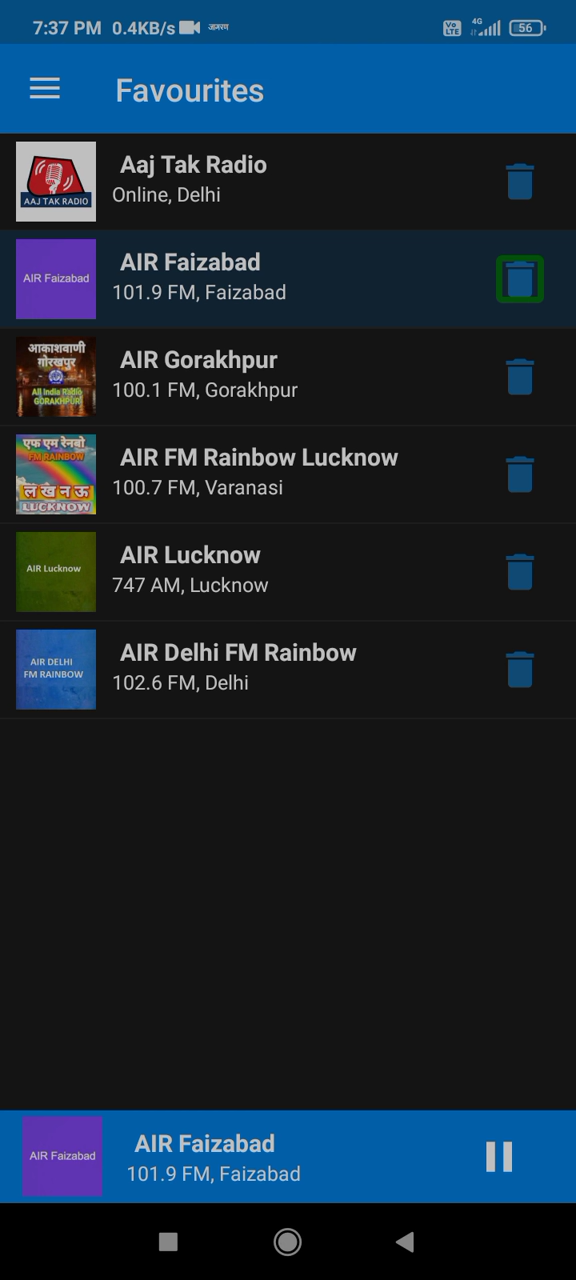 7:37 PM 0.4KB/s जागरण Vo LTE 4G 56
Favourites
Aaj Tak Radio
Online, Delhi
AAJ TAK RADIO
AIR Faizabad
AIR Faizabad
101.9 FM, Faizabad
आकाशवाणी
गोरखपुर
All India Radio
GORAKHPUR
AIR Gorakhpur
100.1 FM, Gorakhpur
एफ एम रेनबो
FM RAINBOW
लखनऊ
LUCKNOW
AIR FM Rainbow Lucknow
100.7 FM, Varanasi
AIR Lucknow
AIR Lucknow
747 AM, Lucknow
AIR DELHI
FM RAINBOW
AIR Delhi FM Rainbow
102.6 FM, Delhi
AIR Faizabad
AIR Faizabad
101.9 FM, Faizabad